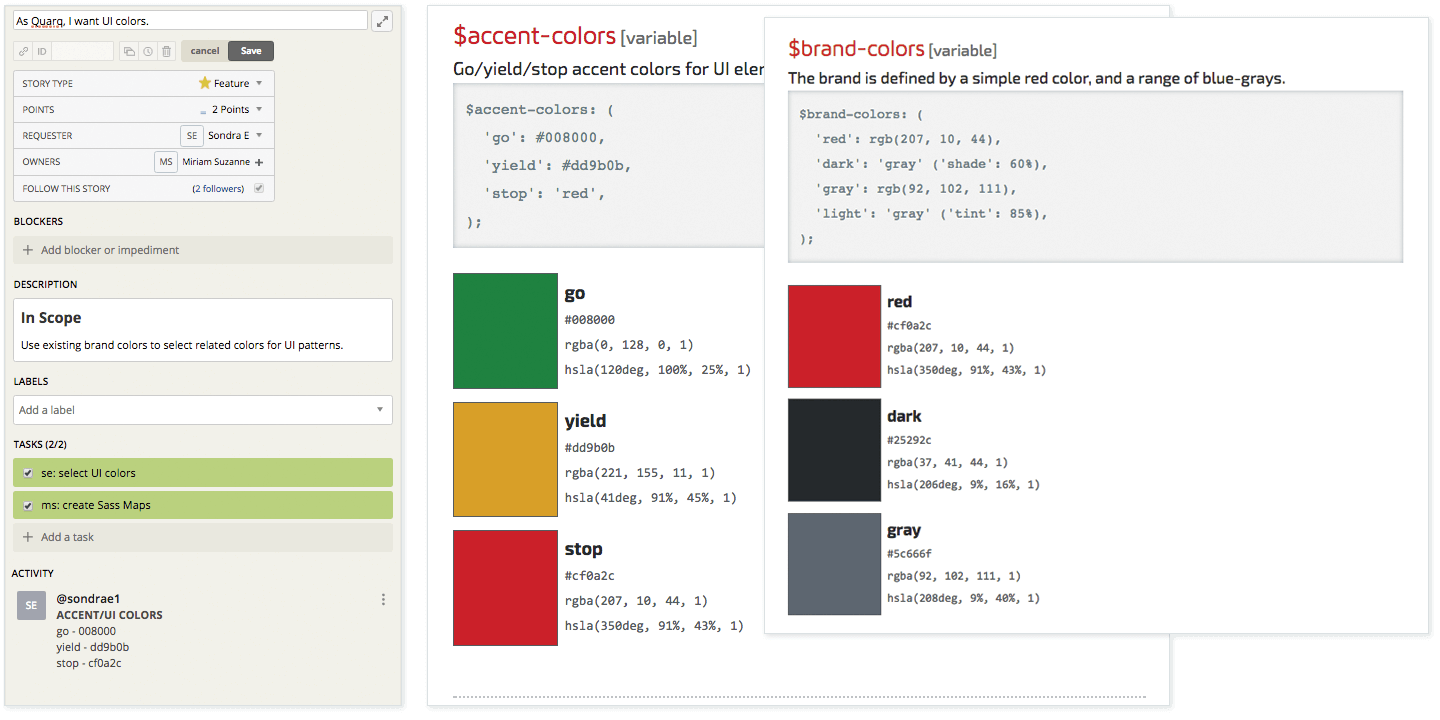 As Quarq, I want UI colors.
ID
cancel
Save
STORY TYPE
Feature
POINTS
2 Points
REQUESTER
SE
Sondra E
OWNERS
MS
Miriam Suzanne
FOLLOW THIS STORY
(2 followers)
BLOCKERS
Add blocker or impediment
DESCRIPTION
In Scope
Use existing brand colors to select related colors for UI patterns.
LABELS
Add a label
TASKS (2/2)
se: select UI colors
ms: create Sass Maps
Add a task
ACTIVITY
SE
@sondrae1
ACCENT/UI COLORS
go - 008000
yield - dd9b0b
stop - cf0a2c
$accent-colors [variable]
Go/yield/stop accent colors for UI eler
$accent-colors: (
'go': #008000,
'yield': #dd9b0b,
'stop': 'red',
);
go
#008000
rgba(0, 128, 0, 1)
hsla(120deg, 100%, 25%, 1)
yield
#dd9b0b
rgba(221, 155, 11, 1)
hsla(41deg, 91%, 45%, 1)
stop
#cf0a2c
rgba(207, 10, 44, 1)
hsla(350deg, 91%, 43%, 1)
$brand-colors [variable]
The brand is defined by a simple red color, and a range of blue-grays.
$brand-colors: (
'red': rgb(207, 10, 44),
'dark': 'gray' ('shade': 60%),
'gray': rgb(92, 102, 111),
'light': 'gray' ('tint': 85%),
);
red
#cf0a2c
rgba(207, 10, 44, 1)
hsla(350deg, 91%, 43%, 1)
dark
#25292c
rgba(37, 41, 44, 1)
hsla(206deg, 9%, 16%, 1)
gray
#5c666f
rgba(92, 102, 111, 1)
hsla(208deg, 9%, 40%, 1)